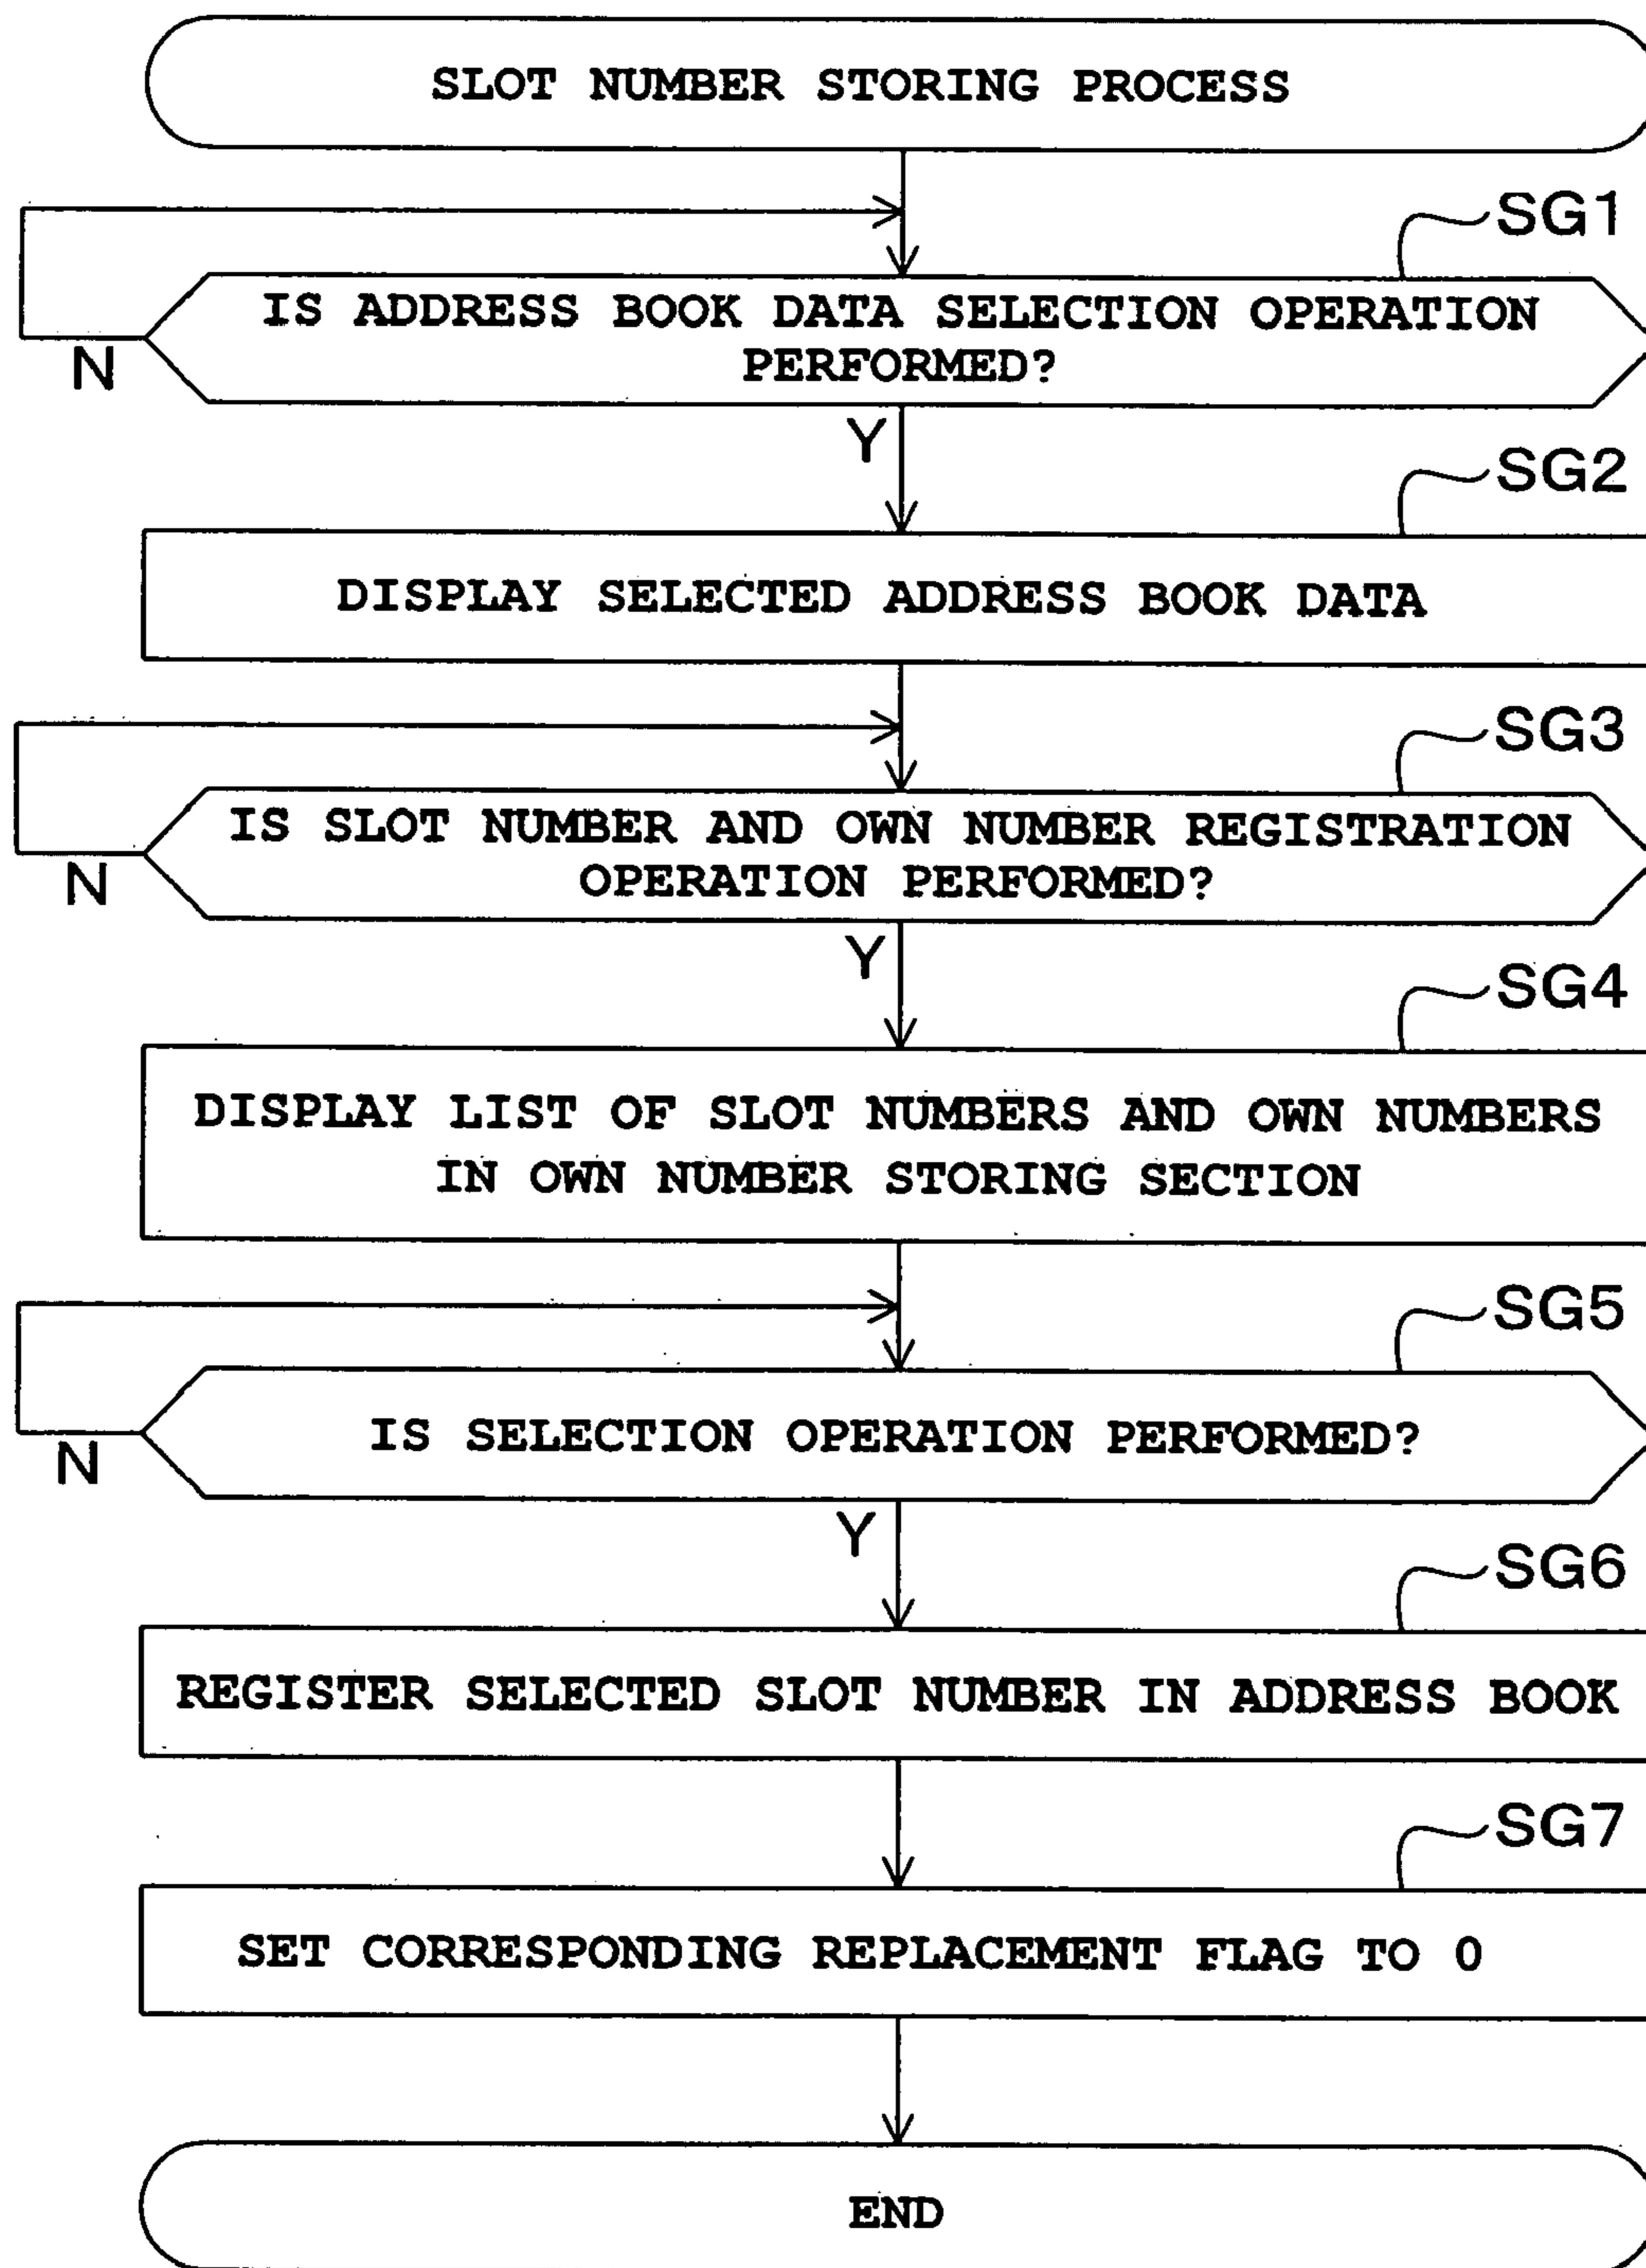 SLOT NUMBER STORING PROCESS
SG1
IS ADDRESS BOOK DATA SELECTION OPERATION
PERFORMED?
N
Y
SG2
DISPLAY SELECTED ADDRESS BOOK DATA
SG3
IS SLOT NUMBER AND OWN NUMBER REGISTRATION
OPERATION PERFORMED?
N
Y
SG4
DISPLAY LIST OF SLOT NUMBERS AND OWN NUMBERS
IN OWN NUMBER STORING SECTION
SG5
IS SELECTION OPERATION PERFORMED?
N
Y
SG6
REGISTER SELECTED SLOT NUMBER IN ADDRESS BOOK
SG7
SET CORRESPONDING REPLACEMENT FLAG TO 0
END